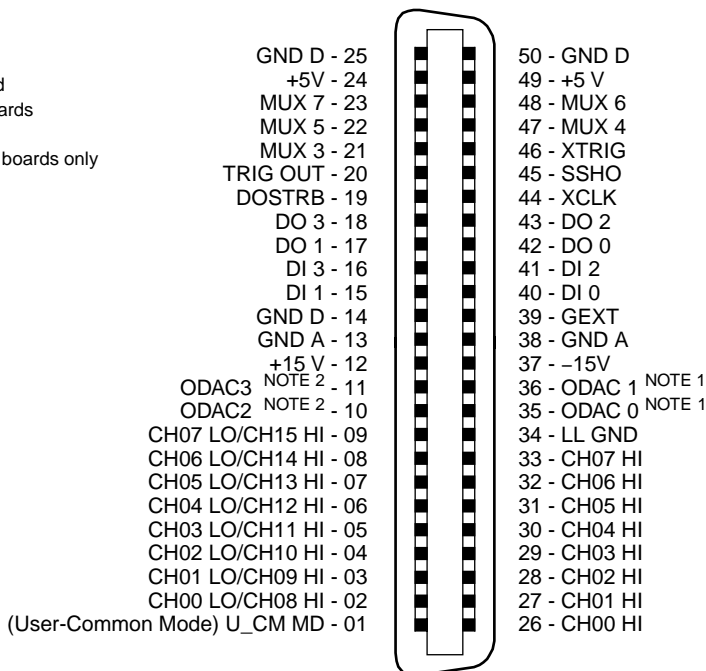 d
ards
boards only
GND D - 25
+5V - 24
MUX 7 - 23
MUX 5 - 22
MUX 3 - 21
TRIG OUT - 20
DOSTRB - 19
DO 3 - 18
DO 1 - 17
DI 3 - 16
DI 1 - 15
GND D - 14
GND A - 13
+15 V - 12
ODAC3 NOTE 2 - 11
ODAC2 NOTE 2 - 10
CH07 LO/CH15 HI - 09
CH06 LO/CH14 HI - 08
CH05 LO/CH13 HI - 07
CH04 LO/CH12 HI - 06
CH03 LO/CH11 HI - 05
CH02 LO/CH10 HI - 04
CH01 LO/CH09 HI - 03
CH00 LO/CH08 HI - 02
(User-Common Mode) U_CM MD - 01
50 - GND D
49 - +5 V
48 - MUX 6
47 - MUX 4
46 - XTRIG
45 - SSHO
44 - XCLK
43 - DO 2
42 - DO 0
41 - DI 2
40 - DI 0
39 - GEXT
38 - GND A
37 - –15V
36 - ODAC 1 NOTE 1
35 - ODAC 0 NOTE 1
34 - LL GND
33 - CH07 HI
32 - CH06 HI
31 - CH05 HI
30 - CH04 HI
29 - CH03 HI
28 - CH02 HI
27 - CH01 HI
26 - CH00 HI